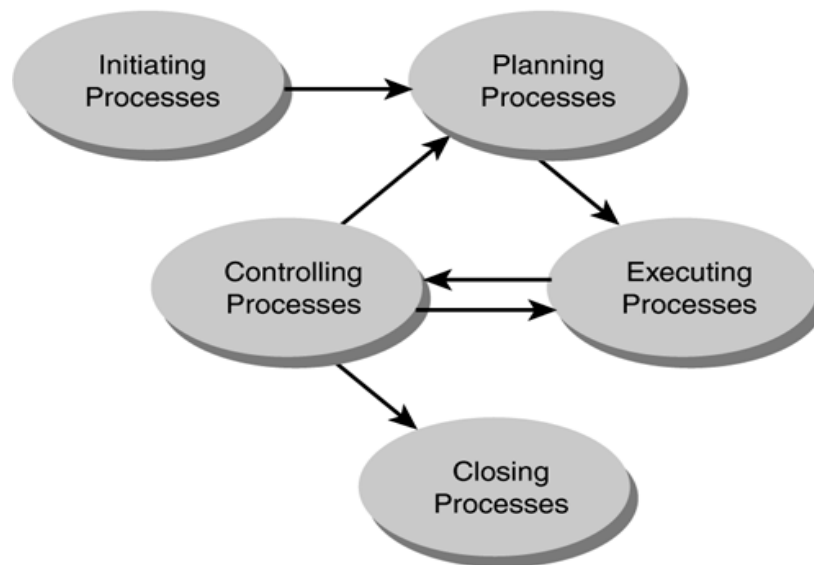 Initiating
Processes
Planning
Processes
Controlling
Processes
Executing
Processes
Closing
Processes